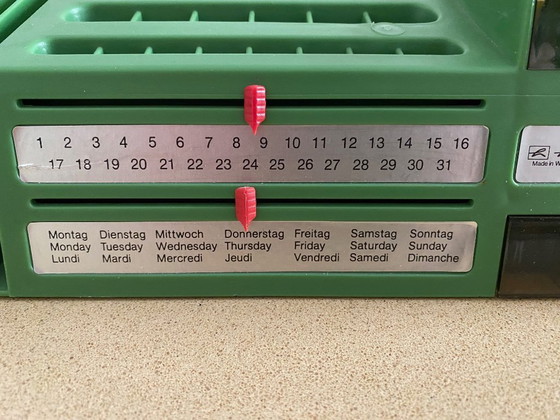 1 2 3 4 5 6 7 8 9 10 11 12 13 14 15 16
17 18 19 20 21 22 23 24 25 26 27 28 29 30 31
Montag Dienstag Mittwoch Donnerstag Freitag Samstag Sonntag
Monday Tuesday Wednesday Thursday Friday Saturday Sunday
Lundi Mardi Mercredi Jeudi Vendredi Samedi Dimanche
Made in W